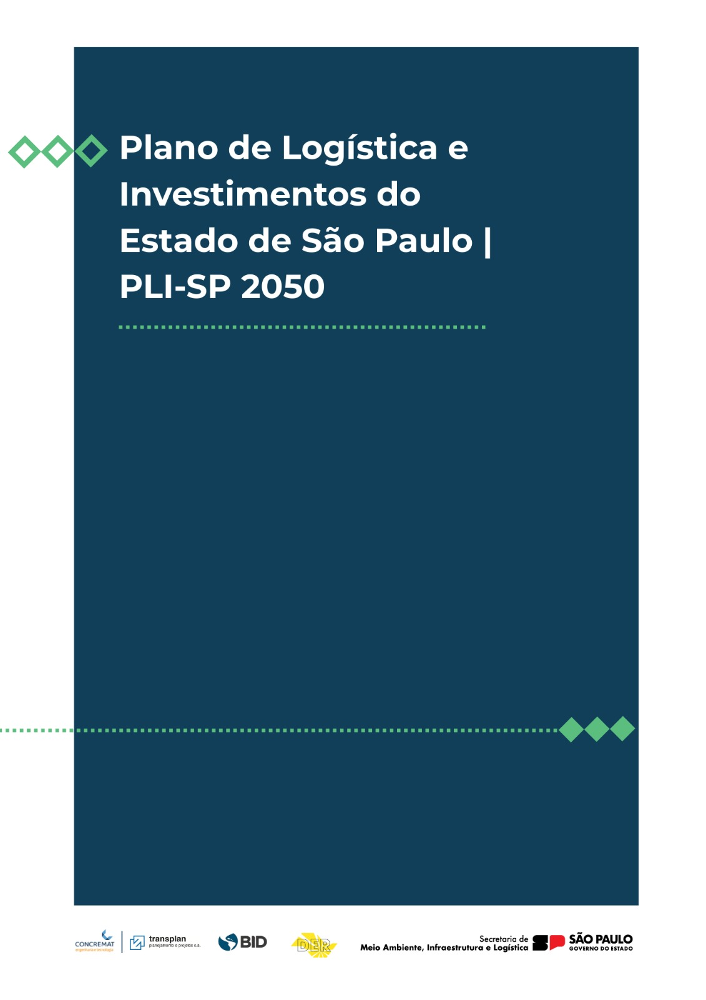 Plano de Logística e
Investimentos do
Estado de São Paulo |
PLI-SP 2050
CONCREMAT
engenharia e tecnologia
transplan
planejamento e projetos s.a.
BID
DER
Secretaria de
Meio Ambiente, Infraestrutura e Logística
SP
SÃO PAULO
GOVERNO DO ESTADO